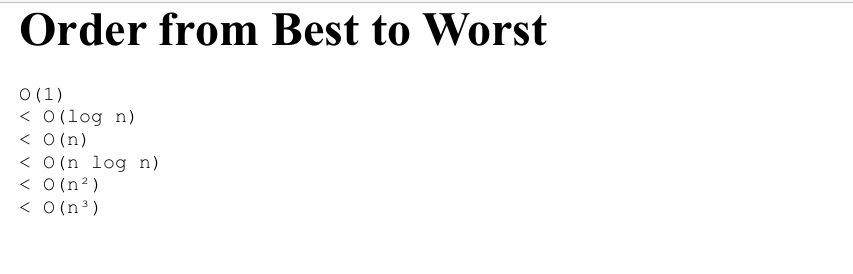 Order from Best to Worst
O(1)
< O(log n)
< O(n)
< O(n log n)
< O(n²)
< O(n³)